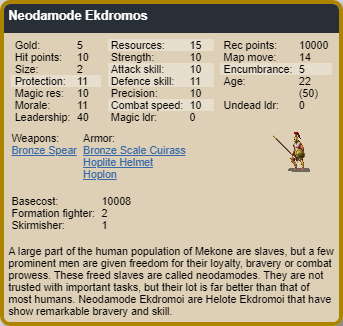 Neodamode Ekdromos
Gold: 5 Resources: 15 Rec points: 10000
Hit points: 10 Strength: 10 Map move: 14
Size: 2 Attack skill: 10 Encumbrance: 5
Protection: 11 Defence skill: 11 Age: 22
Magic res: 10 Precision: 10 (50)
Morale: 11 Combat speed: 10 Undead ldr: 0
Leadership: 40 Magic ldr: 0
Weapons: Armor:
Bronze Spear Bronze Scale Cuirass
Hoplite Helmet
Hoplon
Basecost: 10008
Formation fighter: 2
Skirmisher: 1
A large part of the human population of Mekone are slaves, but a few
prominent men are given freedom for their loyalty, bravery or combat
prowess. These freed slaves are called neodamodes. They are not
trusted with important tasks, but their lot is far better than that of
most humans. Neodamode Ekdromoi are Helote Ekdromoi that have
show remarkable bravery and skill.